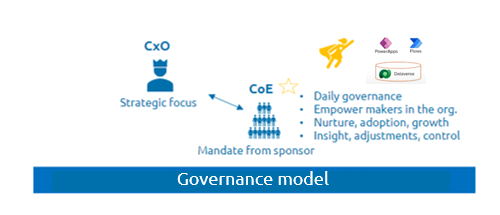 CxO
Strategic focus
CoE
Mandate from sponsor
PowerApps
Flows
Dataverse
• Daily governance
• Empower makers in the org.
• Nurture, adoption, growth
• Insight, adjustments, control
Governance model